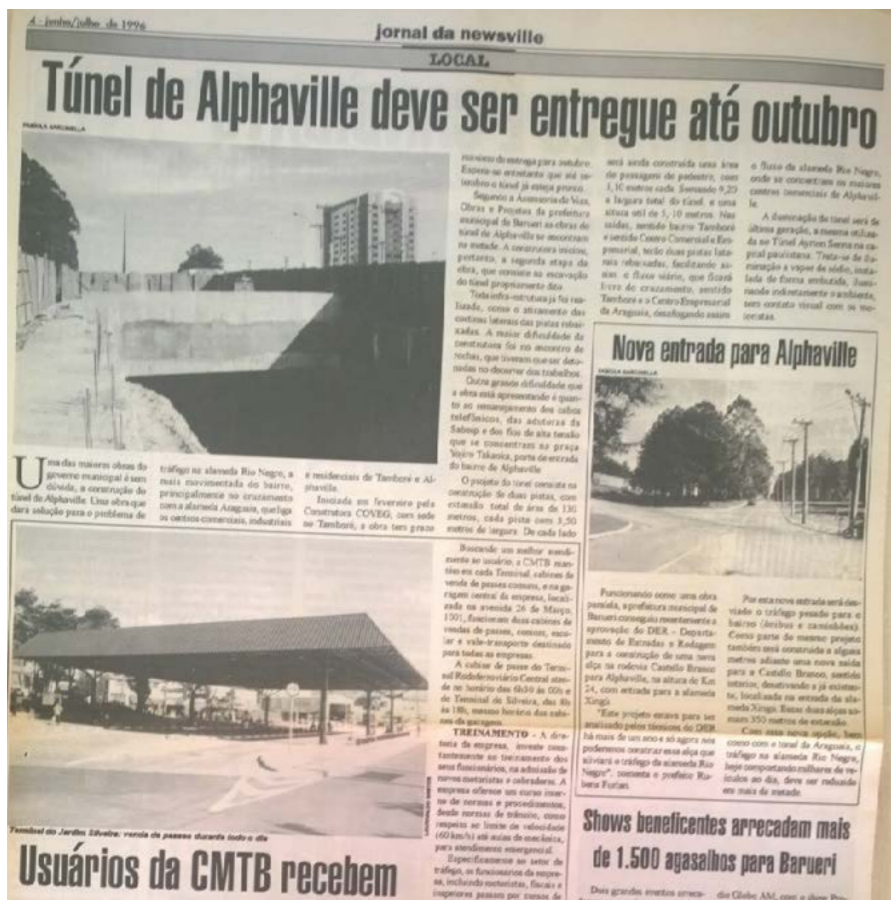 4 - junho/julho de 1996
jornal da newsville
LOCAL
Túnel de Alphaville deve ser entregue até outubro
FABÍOLA GARCINELLA
Uma das maiores obras do
governo municipal é sem
dúvida, a construção do
túnel de Alphaville. Uma obra que
dará solução para o problema de
tráfego na alameda Rio Negro, a
mais movimentada do bairro,
principalmente no cruzamento
com a alameda Araguaia, que liga
os centros comerciais, industriais
e residenciais de Tamboré e Al-
phaville.
Iniciada em fevereiro pela
Construtora COVEG, com sede
no Tamboré, a obra tem prazo
máximo de entrega para outubro.
Espera-se entretanto que até se-
tembro o túnel já esteja pronto.
Segundo a Assessoria de Vias,
Obras e Projetos da prefeitura
municipal de Barueri as obras do
túnel de Alphaville se encontram
na metade. A construtora iniciou,
portanto, a segunda etapa da
obra, que consiste na escavação
do túnel propriamente dita.
Toda infra-estrutura já foi rea-
lizada, como o atiramento das
cortinas laterais das pistas rebai-
xadas. A maior dificuldade da
construtora foi no encontro de
rochas, que tiveram que ser deto-
nadas no decorrer dos trabalhos.
Outra grande dificuldade que
a obra está apresentando é quan-
to ao remanejamento dos cabos
telefônicos, das adutoras da
Sabesp e dos fios de alta tensão
que se concentram na praça
Yojiro Takaoka, porta de entrada
do bairro de Alphaville
O projeto do túnel consiste na
construção de duas pistas, com
extensão total de área de 130
metros, cada pista com 3,50
metros de largura. De cada lado
será ainda construída uma área
de passagem de pedestre, com
1,10 metros cada. Somando 9,20
a largura total do túnel, e uma
altura útil de 5,10 metros. Nas
saídas, sentido bairro Tamboré
e sentido Centro Comercial e Em-
presarial, terão duas pistas late-
rais rebaixadas, facilitando as-
sim o fluxo viário, que ficará
livre de cruzamento, sentido
Tamboré e o Centro Empresarial
da Araguaia, desafogando assim
o fluxo da alameda Rio Negro,
onde se concentram os maiores
centros comerciais de Alphavil-
le.
A iluminação do túnel será de
última geração, a mesma utiliza-
da no Túnel Ayrton Senna na ca-
pital paulistana. Trata-se de ilu-
minação a vapor de sódio, insta-
lada de forma embutida, ilumi-
nando indiretamente o ambiente,
sem contato visual com os mo-
toristas.
Nova entrada para Alphaville
FABÍOLA GARCINELLA
Funcionando como uma obra
paralela, a prefeitura municipal de
Barueri conseguiu recentemente a
aprovação do DER - Departa-
mento de Estradas e Rodagem
para a construção de uma nova
alça na rodovia Castello Branco
para Alphaville, na altura do Km
24, com entrada para a alameda
Xingú.
"Este projeto estava para ser
analisado pelos técnicos do DER
há mais de um ano e só agora nós
poderemos construir essa alça que
aliviará o tráfego da alameda Rio
Negro", comenta o prefeito Ru-
bens Furlan.
Por esta nova entrada será des-
viado o tráfego pesado para o
bairro (ônibus e caminhões).
Como parte do mesmo projeto
também será construída a alguns
metros adiante uma nova saída
para a Castello Branco, sentido
interior, desativando a já existen-
te, localizada na entrada da ala-
meda Xingú. Essas duas alças so-
mam 350 metros de extensão.
Com essa nova opção, bem
como com o túnel da Araguaia, o
tráfego na alameda Rio Negro,
hoje comportando milhares de ve-
ículos ao dia, deve ser reduzido
em mais da metade.
Terminal do Jardim Silveira: venda de passes durante todo o dia
Usuários da CMTB recebem
Buscando um melhor atendi-
mento ao usuário, a CMTB man-
têm em cada Terminal, cabines de
venda de passes comuns, e na ga-
ragem central da empresa, locali-
zada na avenida 26 de Março,
1001, funcionam duas cabines de
vendas de passes, comuns, esco-
lar e vale-transporte destinado
para todas as empresas.
A cabine de passe do Termi-
nal Rodoferroviário Central aten-
de no horário das 6h30 às 00h e
do Terminal do Silveira, das 8h
às 18h, mesmo horário das cabi-
nes da garagem.
TREINAMENTO - A dire-
toria da empresa, investe cons-
tantemente no treinamento dos
seus funcionários, na admissão de
novos motoristas e cobradores. A
empresa oferece um curso inter-
no de normas e procedimentos,
desde normas de trânsito, como
respeito ao limite de velocidade
(60 km/h) até aulas de mecânica,
para atendimento emergencial.
Especificamente ao setor de
tráfego, os funcionários da empre-
sa, incluindo motoristas, fiscais e
inspetores passam por cursos de
Shows beneficentes arrecadam mais
de 1.500 agasalhos para Barueri
Dois grandes eventos arreca-
dio Globo AM, com o show